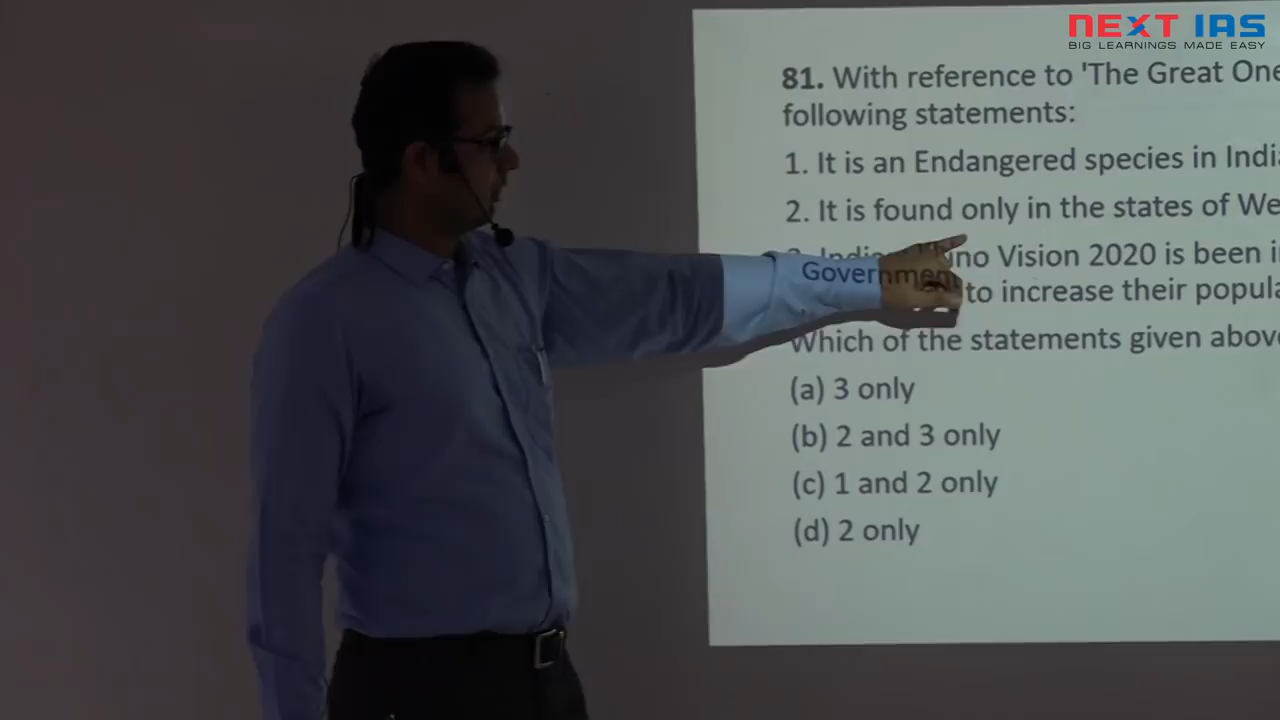 NEXT IAS
BIG LEARNINGS MADE EASY
81. With reference to 'The Great One
following statements:
1. It is an Endangered species in Indi
2. It is found only in the states of We
Vision 2020 is been i
Government to increase their popula
Which of the statements given above
(a) 3 only
(b) 2 and 3 only
(c) 1 and 2 only
(d) 2 only